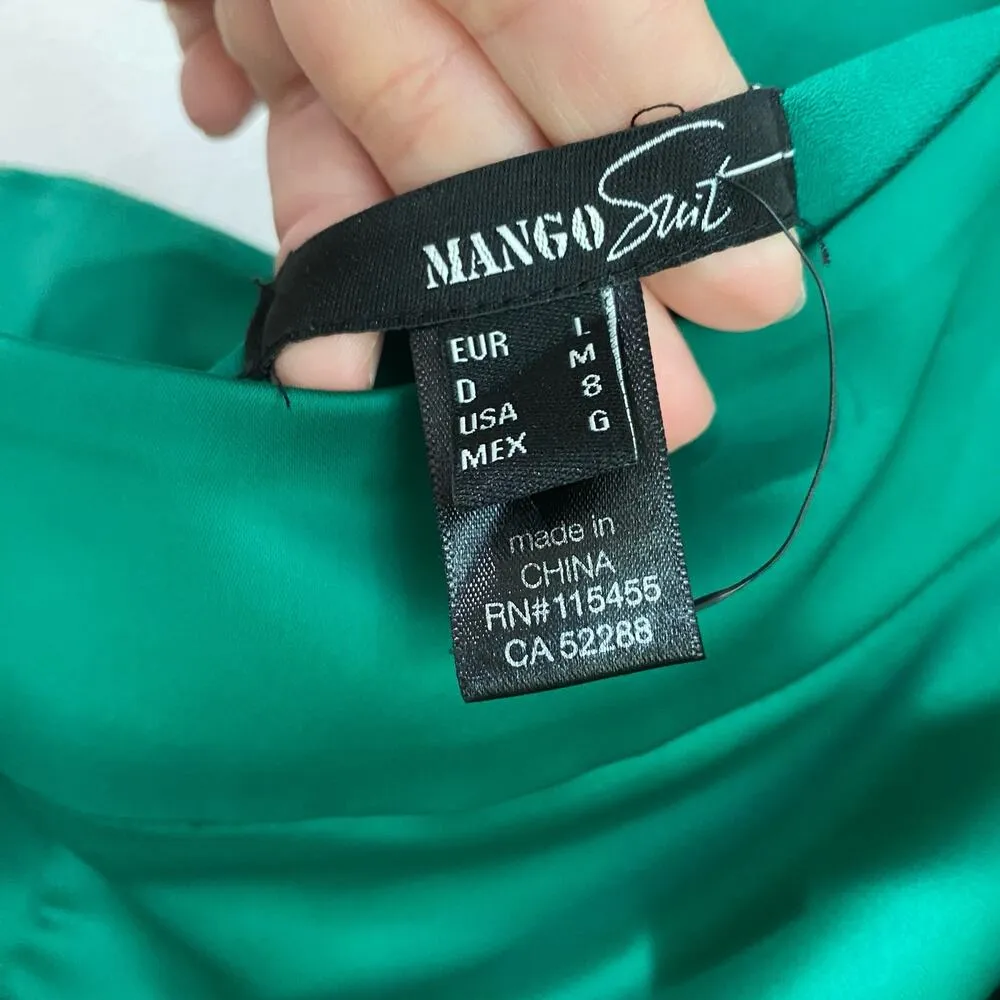 MANGO Suit
EUR L
D M
USA 8
MEX G
made in
CHINA
RN#115455
CA 52288